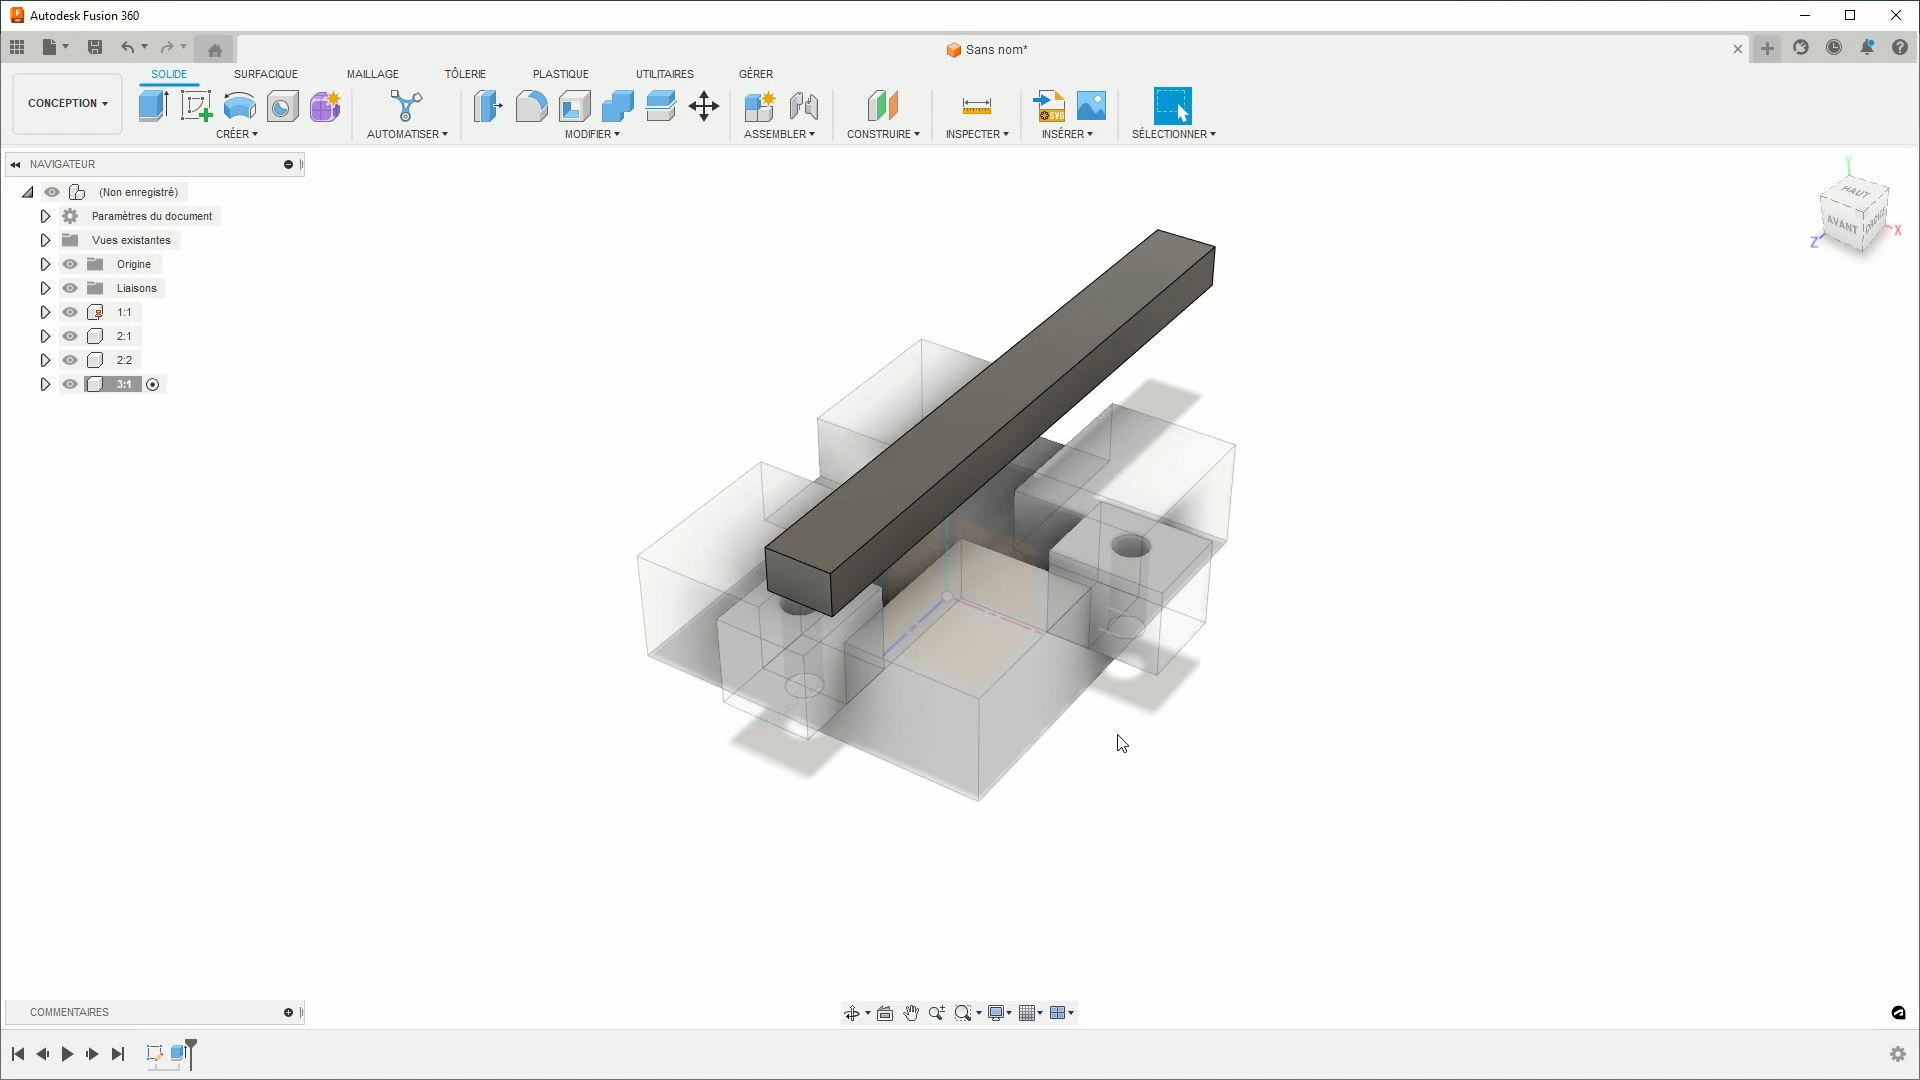 Autodesk Fusion 360
Sans nom*
SOLIDE SURFACIQUE MAILLAGE TÔLERIE PLASTIQUE UTILITAIRES GÉRER
CONCEPTION
CRÉER AUTOMATISER MODIFIER ASSEMBLER CONSTRUIRE INSPECTER INSÉRER SÉLECTIONNER
SVG
NAVIGATEUR
(Non enregistré)
Paramètres du document
Vues existantes
Origine
Liaisons
1:1
2:1
2:2
3:1
Y
HAUT
AVANT
X
Z
COMMENTAIRES